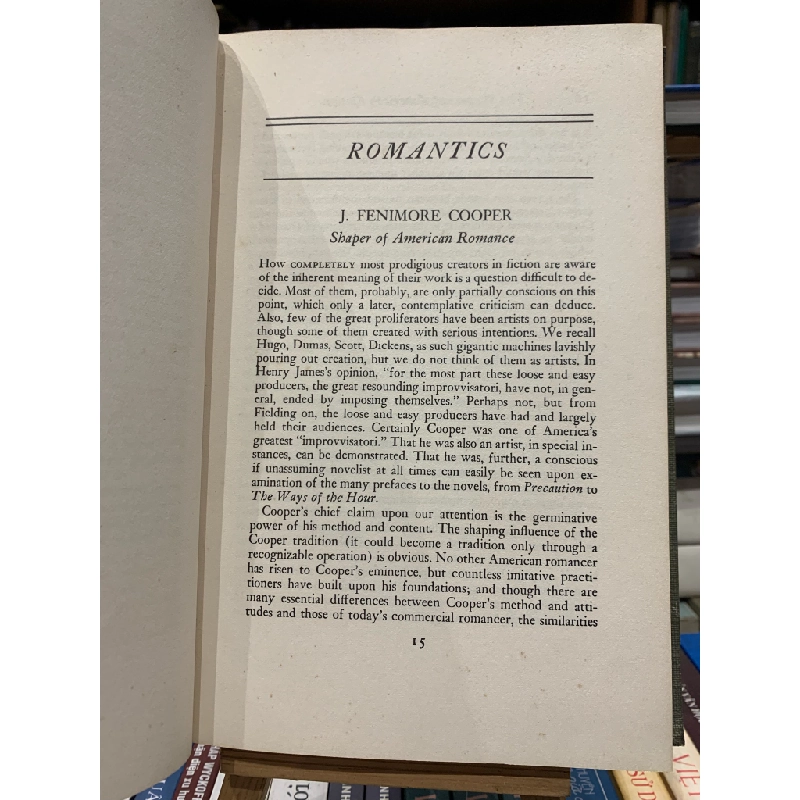 ROMANTICS
J. FENIMORE COOPER
Shaper of American Romance
HOW COMPLETELY most prodigious creators in fiction are aware
of the inherent meaning of their work is a question difficult to de-
cide. Most of them, probably, are only partially conscious on this
point, which only a later, contemplative criticism can deduce.
Also, few of the great proliferators have been artists on purpose,
though some of them created with serious intentions. We recall
Hugo, Dumas, Scott, Dickens, as such gigantic machines lavishly
pouring out creation, but we do not think of them as artists. In
Henry James's opinion, "for the most part these loose and easy
producers, the great resounding improvvisatori, have not, in gen-
eral, ended by imposing themselves." Perhaps not, but from
Fielding on, the loose and easy producers have had and largely
held their audiences. Certainly Cooper was one of America's
greatest "improvvisatori." That he was also an artist, in special in-
stances, can be demonstrated. That he was, further, a conscious
if unassuming novelist at all times can easily be seen upon ex-
amination of the many prefaces to the novels, from Precaution to
The Ways of the Hour.
Cooper's chief claim upon our attention is the germinative
power of his method and content. The shaping influence of the
Cooper tradition (it could become a tradition only through a
recognizable operation) is obvious. No other American romancer
has risen to Cooper's eminence, but countless imitative practi-
tioners have built upon his foundations; and though there are
many essential differences between Cooper's method and atti-
tudes and those of today's commercial romancer, the similarities
15
WYCKOFF
SỬ
VIỆ